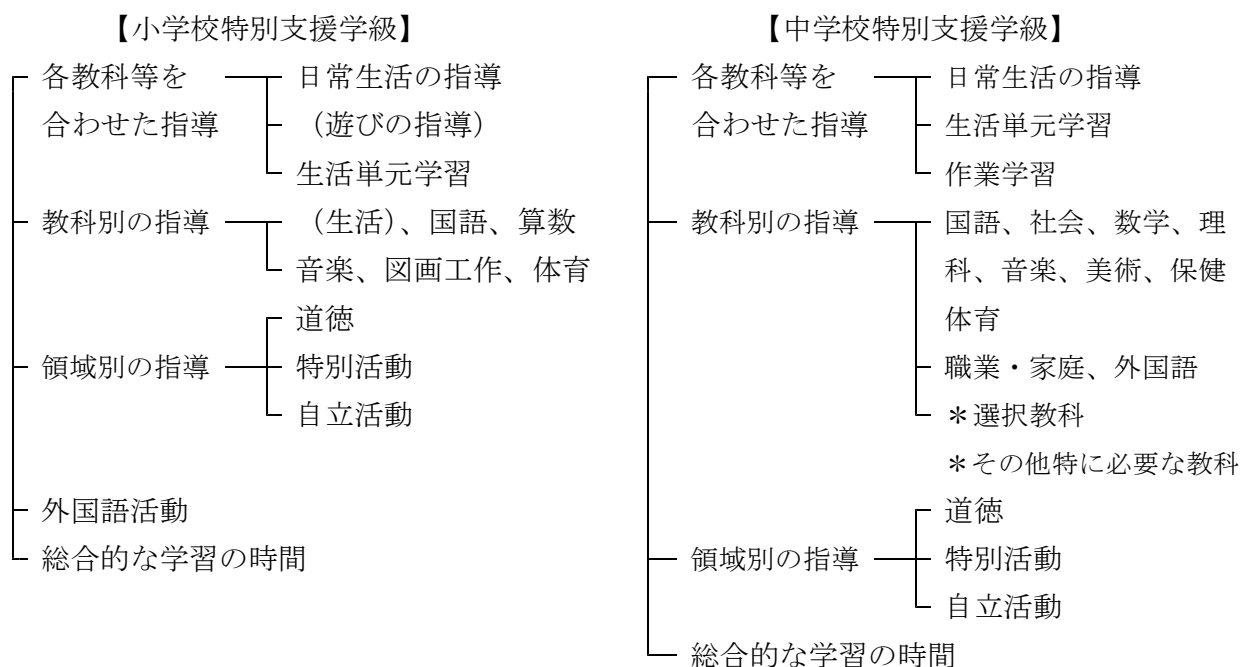 【小学校特別支援学級】
各教科等を
合わせた指導
日常生活の指導
（遊びの指導）
生活単元学習
教科別の指導
（生活）、国語、算数
音楽、図画工作、体育
領域別の指導
道徳
特別活動
自立活動
外国語活動
総合的な学習の時間
【中学校特別支援学級】
各教科等を
合わせた指導
日常生活の指導
生活単元学習
作業学習
教科別の指導
国語、社会、数学、理
科、音楽、美術、保健
体育
職業・家庭、外国語
＊選択教科
＊その他特に必要な教科
領域別の指導
道徳
特別活動
自立活動
総合的な学習の時間